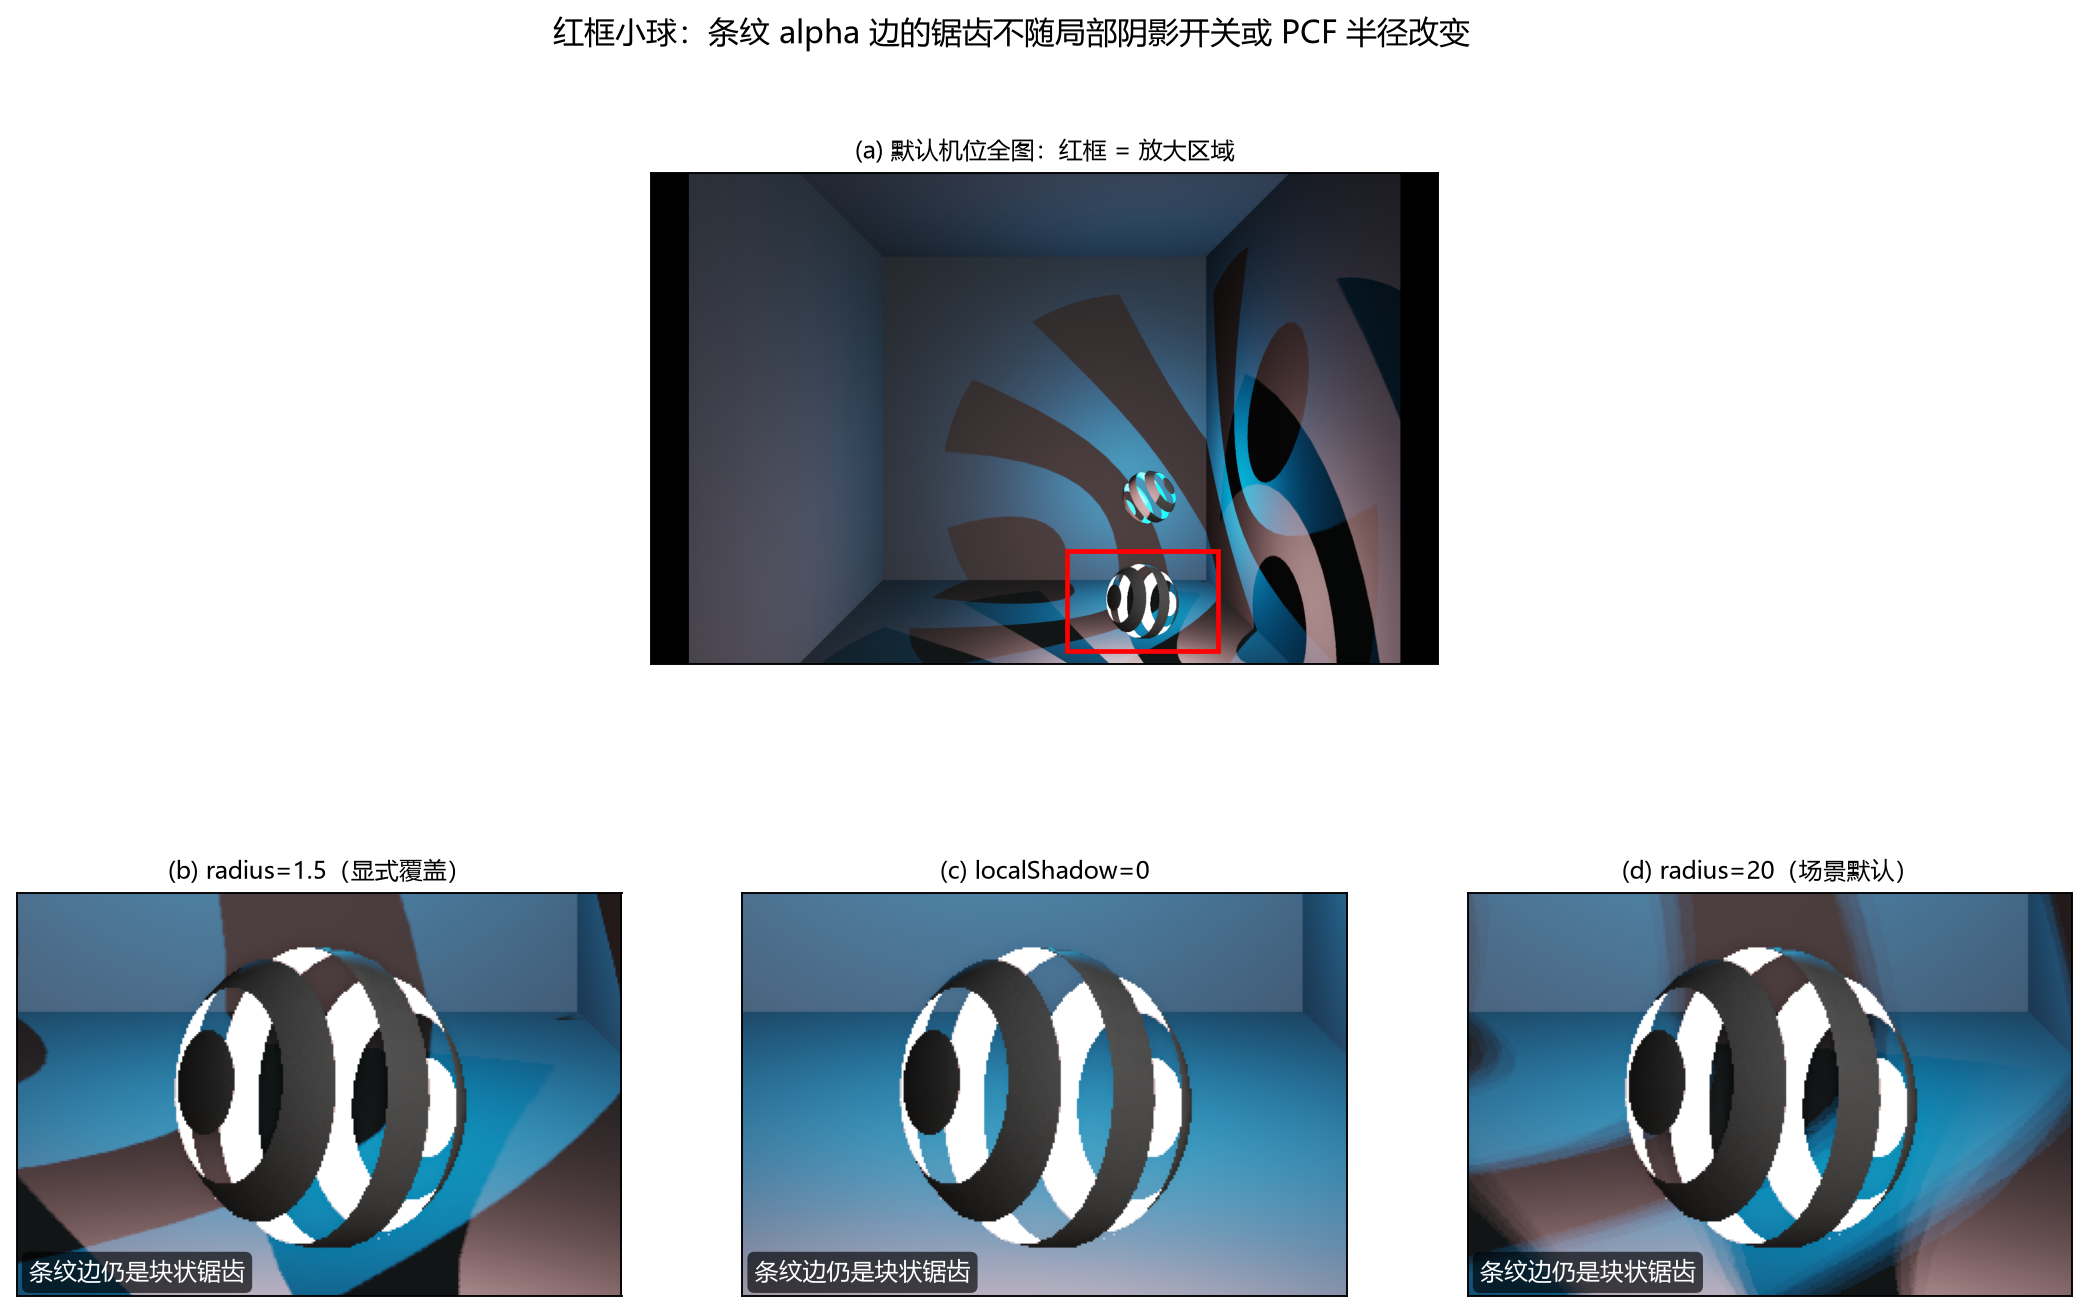 红框小球：条纹 alpha 边的锯齿不随局部阴影开关或 PCF 半径改变
(a) 默认机位全图：红框 = 放大区域
(b) radius=1.5（显式覆盖）
(c) localShadow=0
(d) radius=20（场景默认）
条纹边仍是块状锯齿
条纹边仍是块状锯齿
条纹边仍是块状锯齿